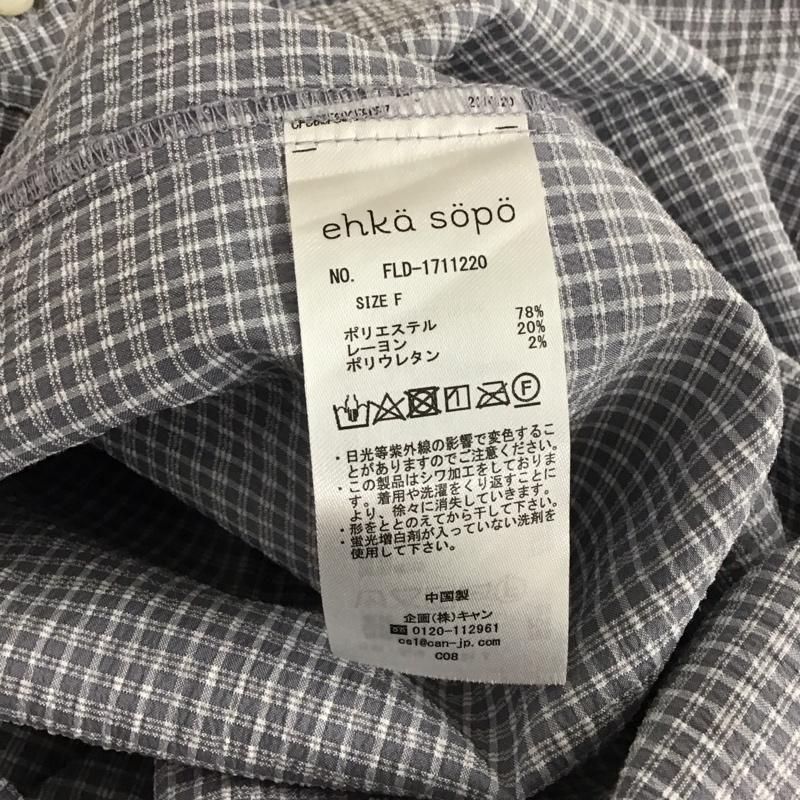 ehkä söpö
NO. FLD-1711220
SIZE F
ポリエステル 78%
レーヨン 20%
ポリウレタン 2%
F
・日光等紫外線の影響で変色するこ
とがありますのでご注意ください。
・この製品はシワ加工をしておりま
す。着用や洗濯をくり返すことに
より、徐々に消失していきます。
・形をととのえてから干して下さい。
・蛍光増白剤が入っていない洗剤を
使用して下さい。
中国製
企画(株)キャン
0120-112961
cs1@can-jp.com
C08